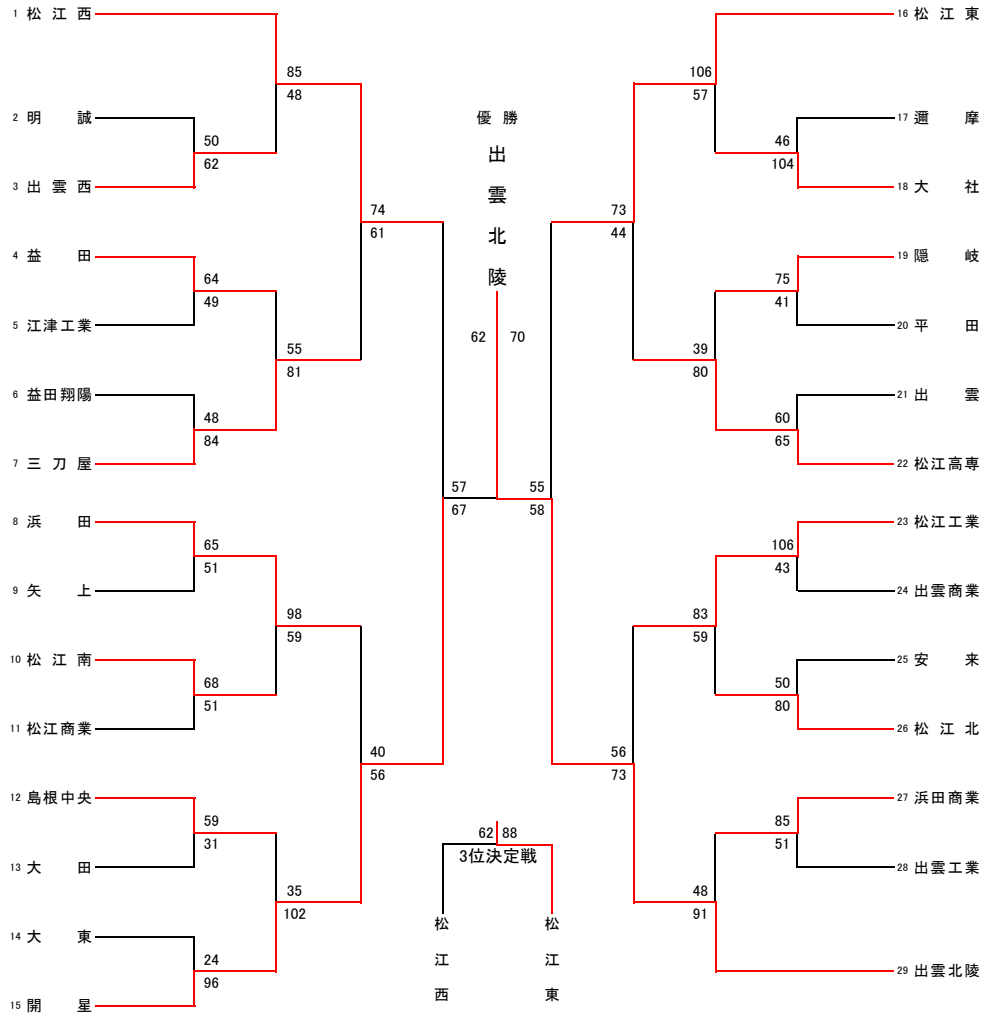 1 松江西
85
48
2 明誠
50
62
3 出雲西
74
61
4 益田
64
49
5 江津工業
55
81
6 益田翔陽
48
84
7 三刀屋
57
67
8 浜田
65
51
9 矢上
98
59
10 松江南
68
51
11 松江商業
40
56
12 島根中央
59
31
13 大田
35
102
14 大東
24
96
15 開星
優勝
出雲北陵
62 70
62 88
3位決定戦
松江西
松江東
16 松江東
106
57
17 邇摩
46
104
18 大社
73
44
19 隠岐
75
41
20 平田
39
80
21 出雲
60
65
22 松江高専
55
58
23 松江工業
106
43
24 出雲商業
83
59
25 安来
50
80
26 松江北
56
73
27 浜田商業
85
51
28 出雲工業
48
91
29 出雲北陵